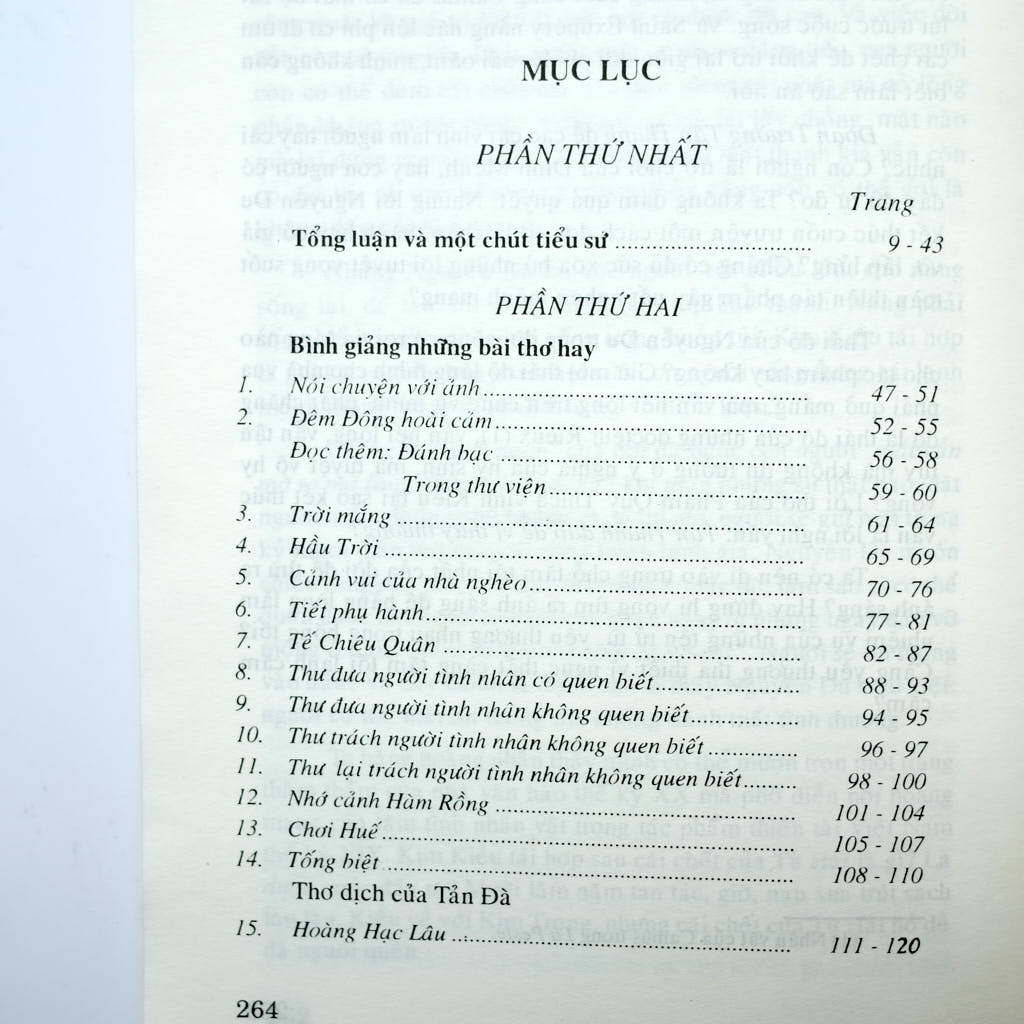 MỤC LỤC
PHẦN THỨ NHẤT
Trang
Tổng luận và một chút tiểu sử ................................ 9 - 43
PHẦN THỨ HAI
Bình giảng những bài thơ hay
1. Nói chuyện với ảnh.................................................... 47 - 51
2. Đêm Đông hoài cảm.................................................. 52 - 55
Đọc thêm: Đánh bạc .................................................. 56 - 58
Trong thư viện.......................................... 59 - 60
3. Trời mắng .................................................................. 61 - 64
4. Hầu Trời ..................................................................... 65 - 69
5. Cảnh vui của nhà nghèo............................................ 70 - 76
6. Tiết phụ hành.............................................................. 77 - 81
7. Tế Chiêu Quân ........................................................... 82 - 87
8. Thư đưa người tình nhân có quen biết....................... 88 - 93
9. Thư đưa người tình nhân không quen biết................. 94 - 95
10. Thư trách người tình nhân không quen biết .............. 96 - 97
11. Thư lại trách người tình nhân không quen biết......... 98 - 100
12. Nhớ cảnh Hàm Rồng ................................................. 101 - 104
13. Chơi Huế..................................................................... 105 - 107
14. Tống biệt..................................................................... 108 - 110
Thơ dịch của Tản Đà
15. Hoàng Hạc Lâu .......................................................... 111 - 120
264